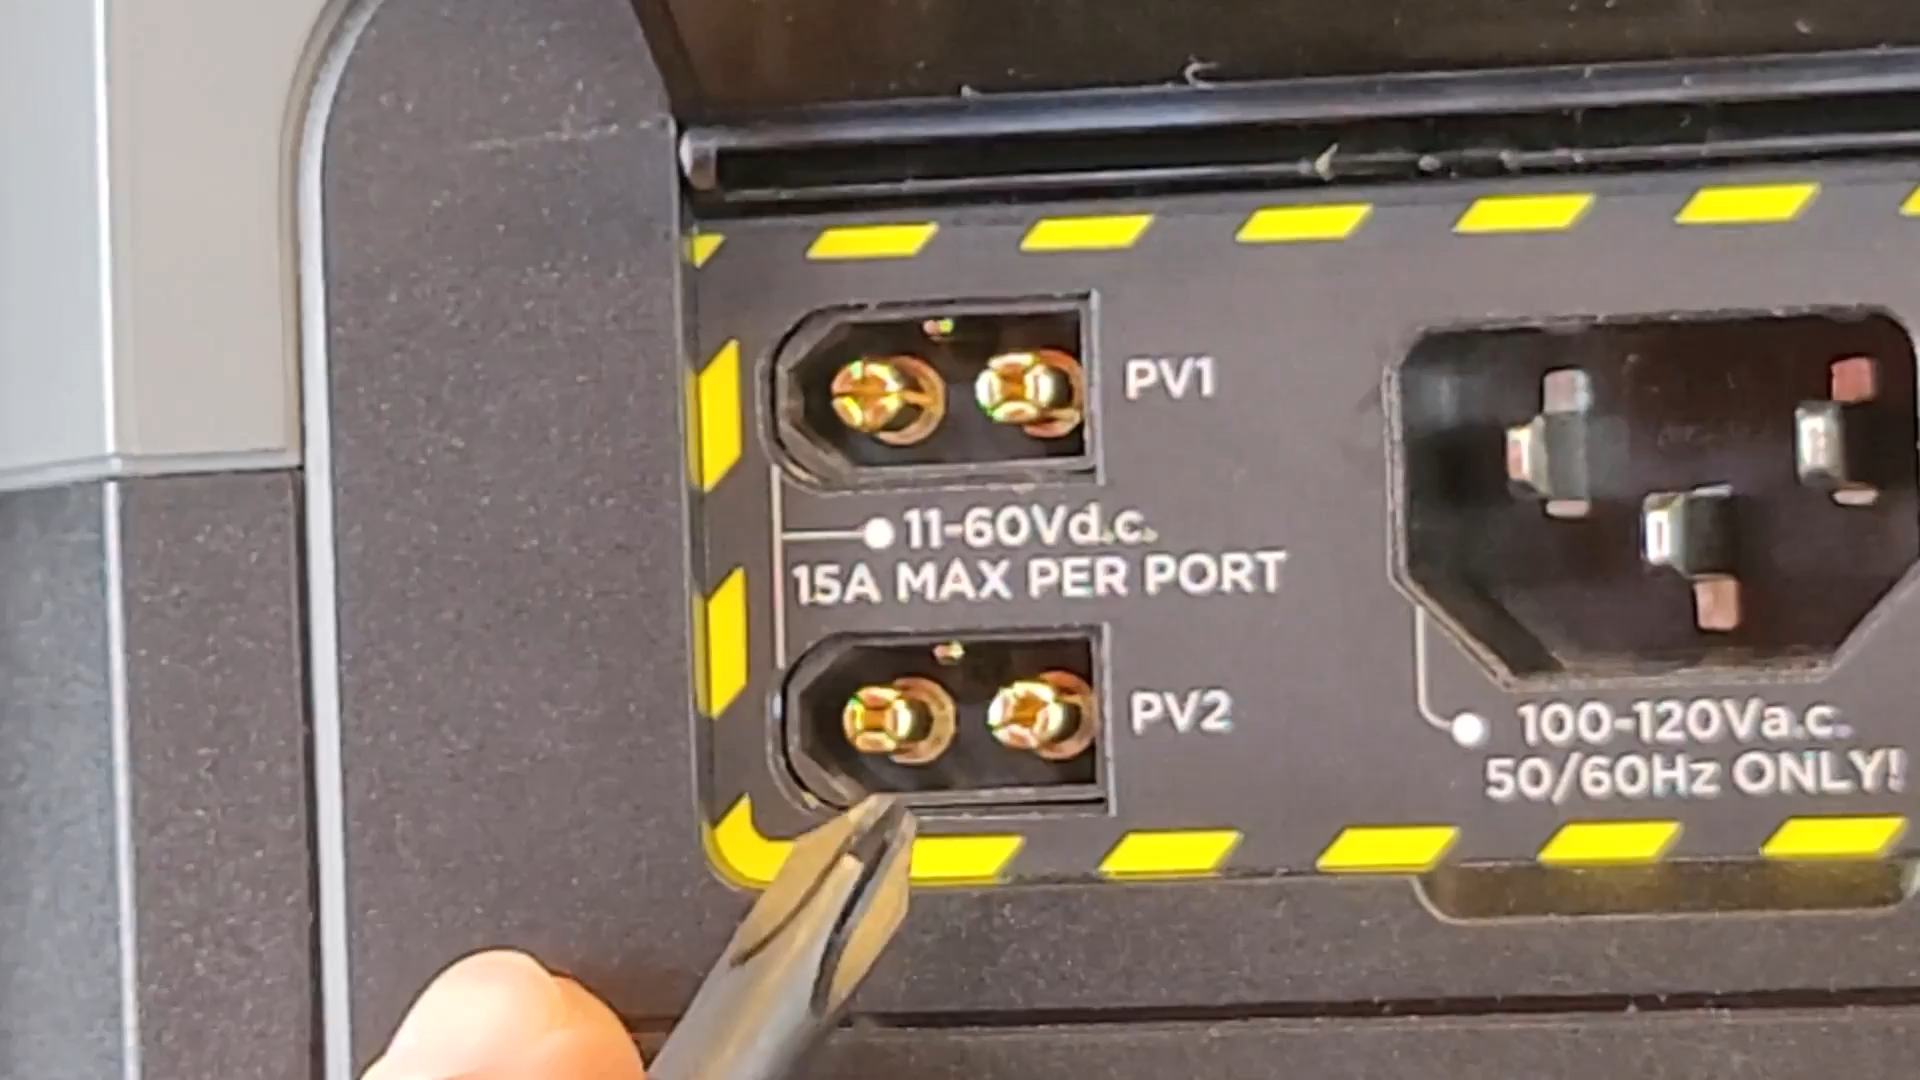 PV1
11-60Vd.c.
15A MAX PER PORT
PV2
100-120Va.c.
50/60Hz ONLY!